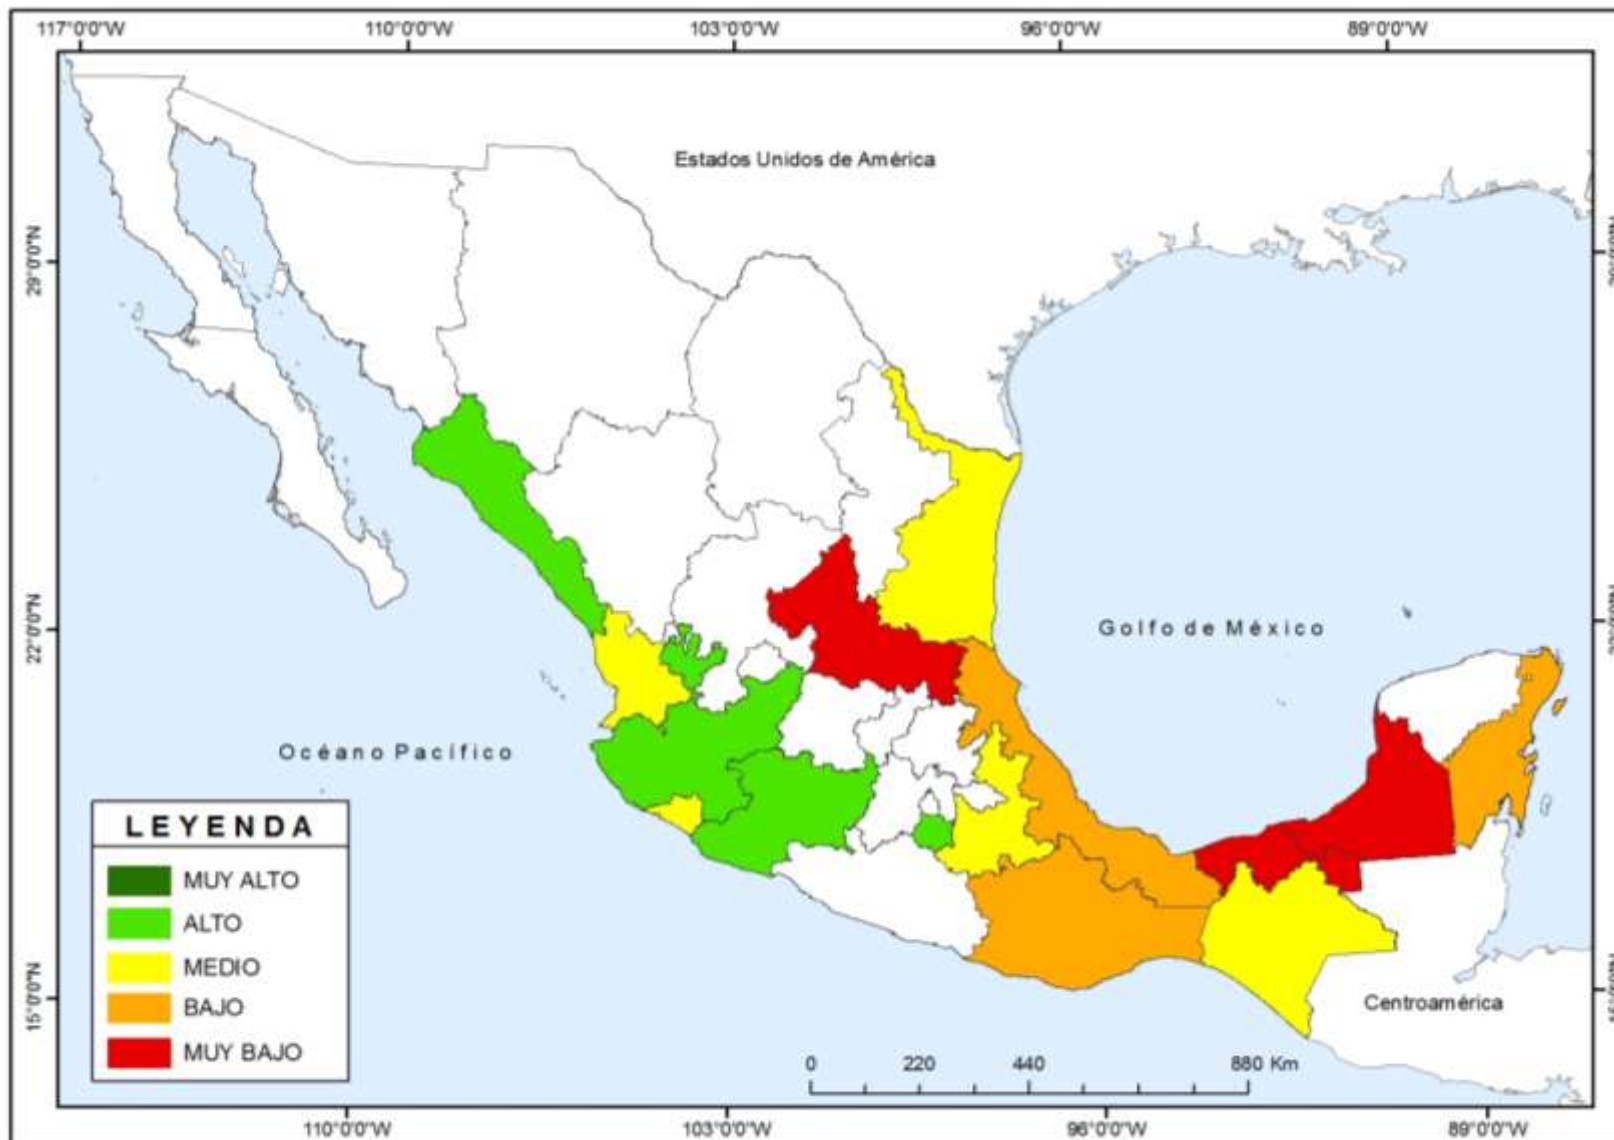 117°0'0"W 110°0'0"W 103°0'0"W 96°0'0"W 89°0'0"W
Estados Unidos de América
29°0'0"N
22°0'0"N
Golfo de México
Océano Pacífico
LEYENDA
MUY ALTO
ALTO
MEDIO
BAJO
MUY BAJO
15°0'0"N
Centroamérica
0 220 440 880 Km
110°0'0"W 103°0'0"W 96°0'0"W 89°0'0"W